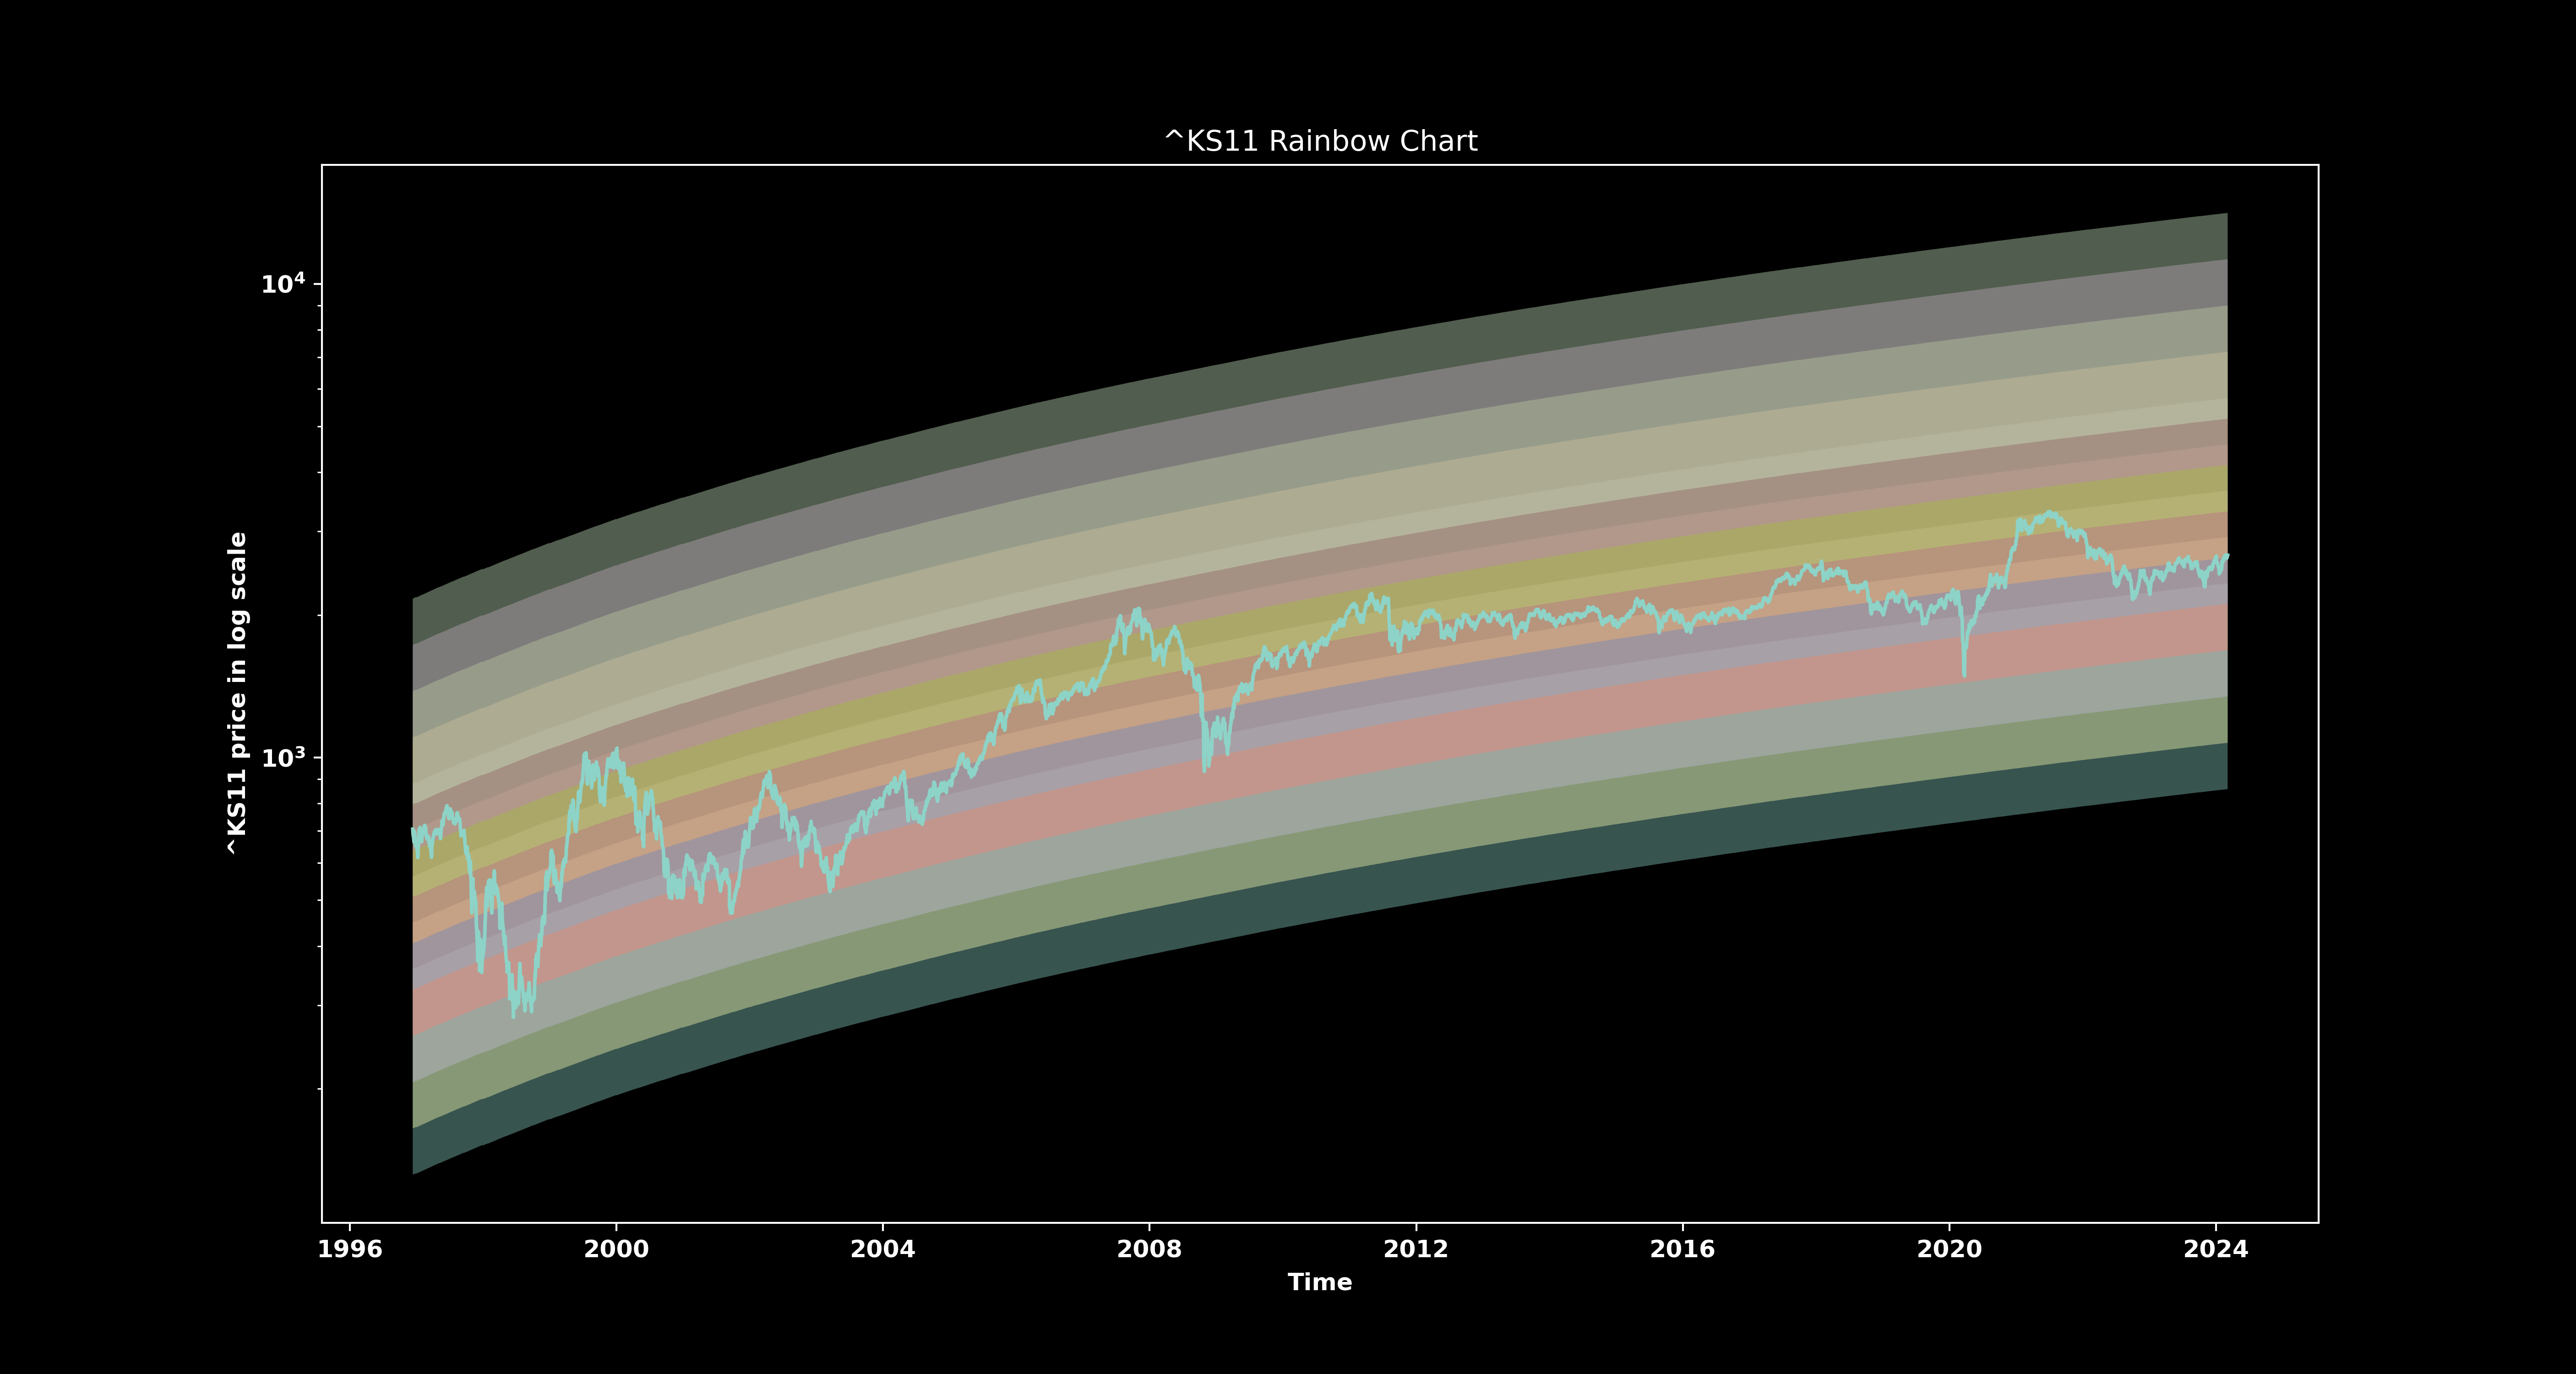 ^KS11 Rainbow Chart
^KS11 price in log scale
10⁴
10³
1996 2000 2004 2008 2012 2016 2020 2024
Time